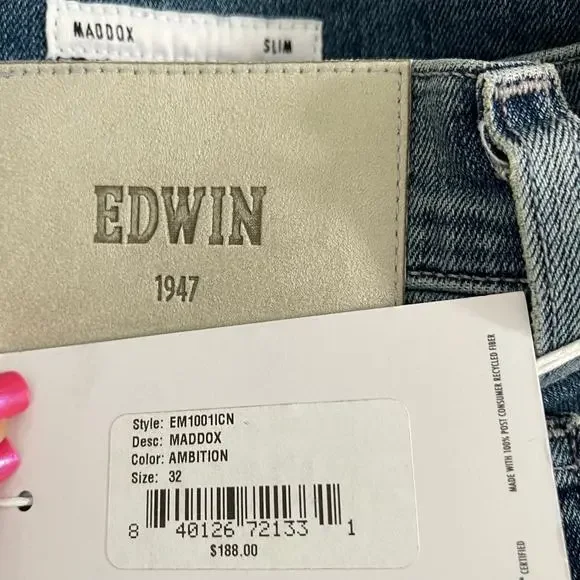 MADDOX
SLIM
EDWIN
1947
Style: EM1001ICN
Desc: MADDOX
Color: AMBITION
Size: 32
8 40126 72133 1
$188.00
MADE WITH 100% POST CONSUMER RECYCLED FIBER
CERTIFIED